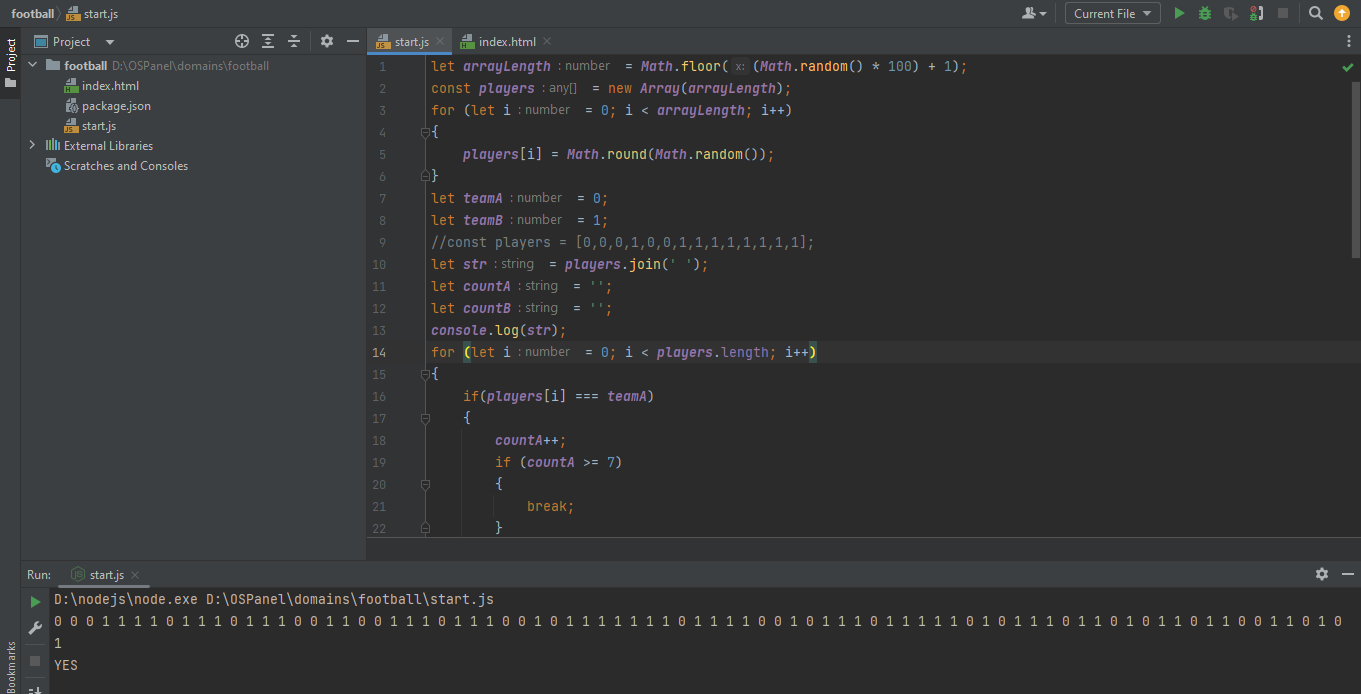 football start.js Current File
Project
Project
football D:\OSPanel\domains\football
index.html
package.json
start.js
External Libraries
Scratches and Consoles
start.js index.html
1 let arrayLength : number = Math.floor( x: (Math.random() * 100) + 1);
2 const players : any[] = new Array(arrayLength);
3 for (let i : number = 0; i < arrayLength; i++)
4 {
5 players[i] = Math.round(Math.random());
6 }
7 let teamA : number = 0;
8 let teamB : number = 1;
9 //const players = [0,0,0,1,0,0,1,1,1,1,1,1,1,1];
10 let str : string = players.join(' ');
11 let countA : string = '';
12 let countB : string = '';
13 console.log(str);
14 for (let i : number = 0; i < players.length; i++)
15 {
16 if(players[i] === teamA)
17 {
18 countA++;
19 if (countA >= 7)
20 {
21 break;
22 }
Run: start.js
D:\nodejs\node.exe D:\OSPanel\domains\football\start.js
0 0 0 1 1 1 1 0 1 1 1 0 1 1 1 0 0 1 1 0 0 1 1 1 0 1 1 1 0 0 1 0 1 1 1 1 1 1 1 0 1 1 1 1 0 0 1 0 1 1 1 0 1 1 1 1 1 0 1 0 1 1 1 0 1 1 0 1 0 1 1 0 1 1 0 0 1 1 0 1 0
1
YES
Bookmarks